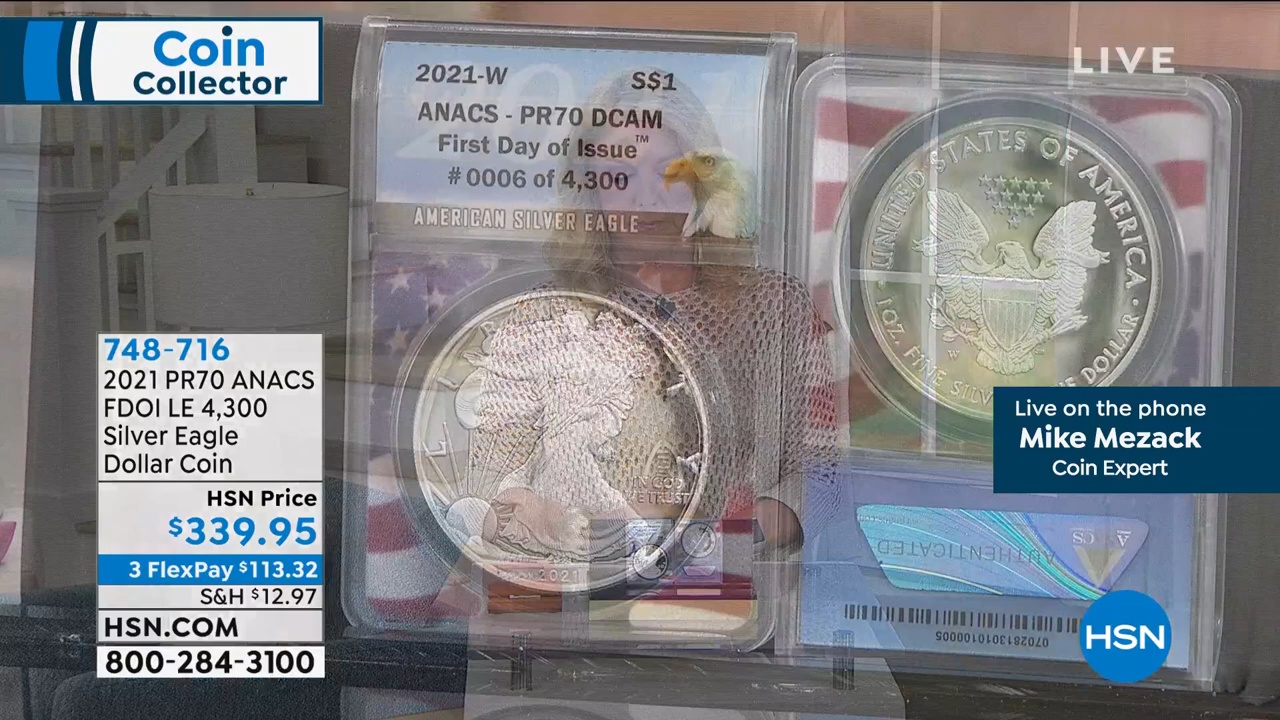 Coin
Collector
LIVE
2021-W S$1
ANACS - PR70 DCAM
First Day of Issue™
#0006 of 4,300
AMERICAN SILVER EAGLE
LIBERTY
IN GOD
WE TRUST
2021
UNITED STATES OF AMERICA
1 OZ. FINE SILV
E DOLLAR
W
748-716
2021 PR70 ANACS
FDOI LE 4,300
Silver Eagle
Dollar Coin
HSN Price
$339.95
3 FlexPay $113.32
S&H $12.97
HSN.COM
800-284-3100
Live on the phone
Mike Mezack
Coin Expert
AUTHENTICATED
0702813010100005
HSN